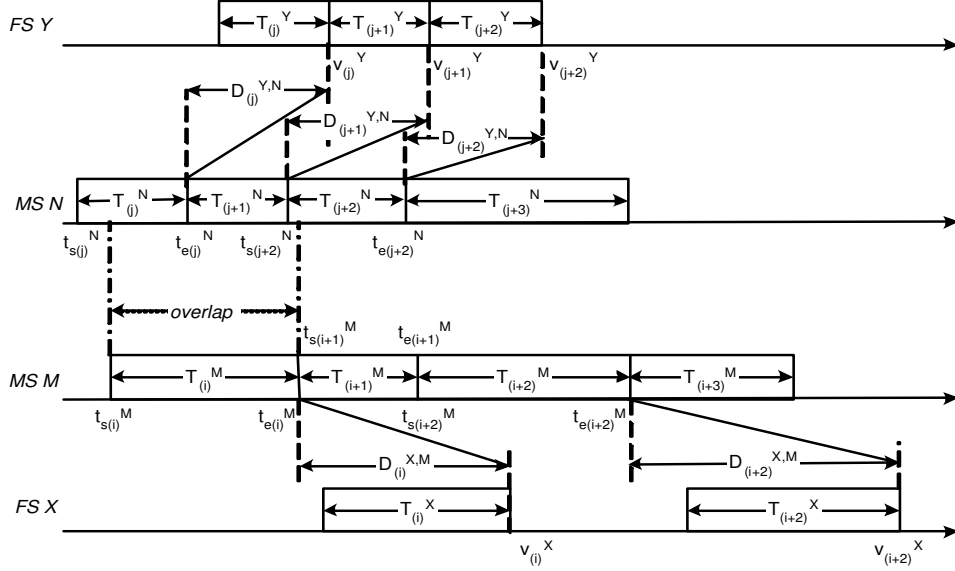 FS Y T(j)^Y T(j+1)^Y T(j+2)^Y
v(j)^Y v(j+1)^Y v(j+2)^Y
D(j)^Y,N
D(j+1)^Y,N
D(j+2)^Y,N
MS N T(j)^N T(j+1)^N T(j+2)^N T(j+3)^N
ts(j)^N te(j)^N ts(j+2)^N te(j+2)^N
overlap
ts(i+1)^M te(i+1)^M
MS M T(i)^M T(i+1)^M T(i+2)^M T(i+3)^M
ts(i)^M te(i)^M ts(i+2)^M te(i+2)^M
D(i)^X,M D(i+2)^X,M
FS X T(i)^X T(i+2)^X
v(i)^X v(i+2)^X